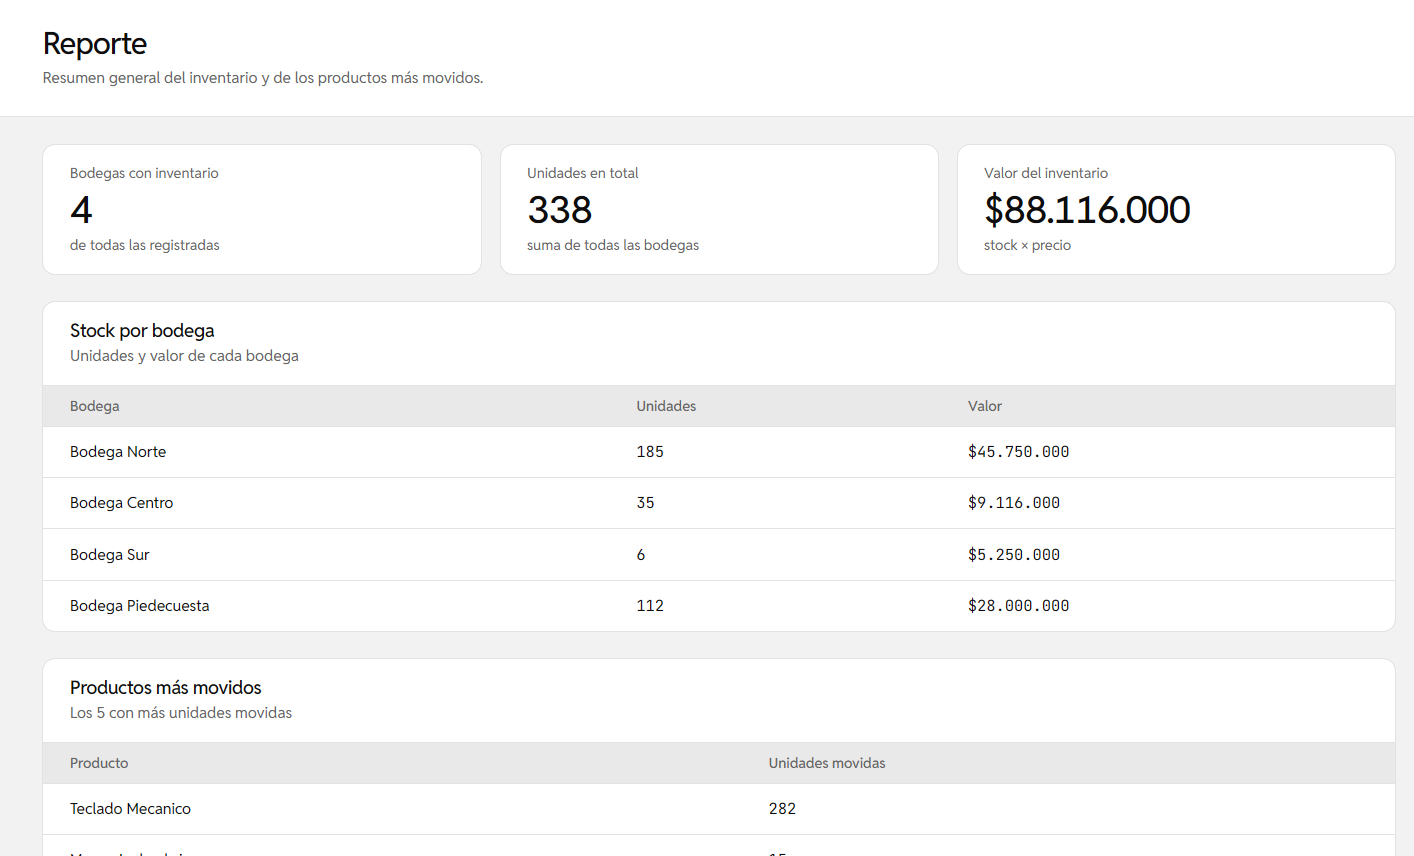 Reporte
Resumen general del inventario y de los productos más movidos.
Bodegas con inventario
4
de todas las registradas
Unidades en total
338
suma de todas las bodegas
Valor del inventario
$88.116.000
stock × precio
Stock por bodega
Unidades y valor de cada bodega
Bodega Unidades Valor
Bodega Norte 185 $45.750.000
Bodega Centro 35 $9.116.000
Bodega Sur 6 $5.250.000
Bodega Piedecuesta 112 $28.000.000
Productos más movidos
Los 5 con más unidades movidas
Producto Unidades movidas
Teclado Mecanico 282